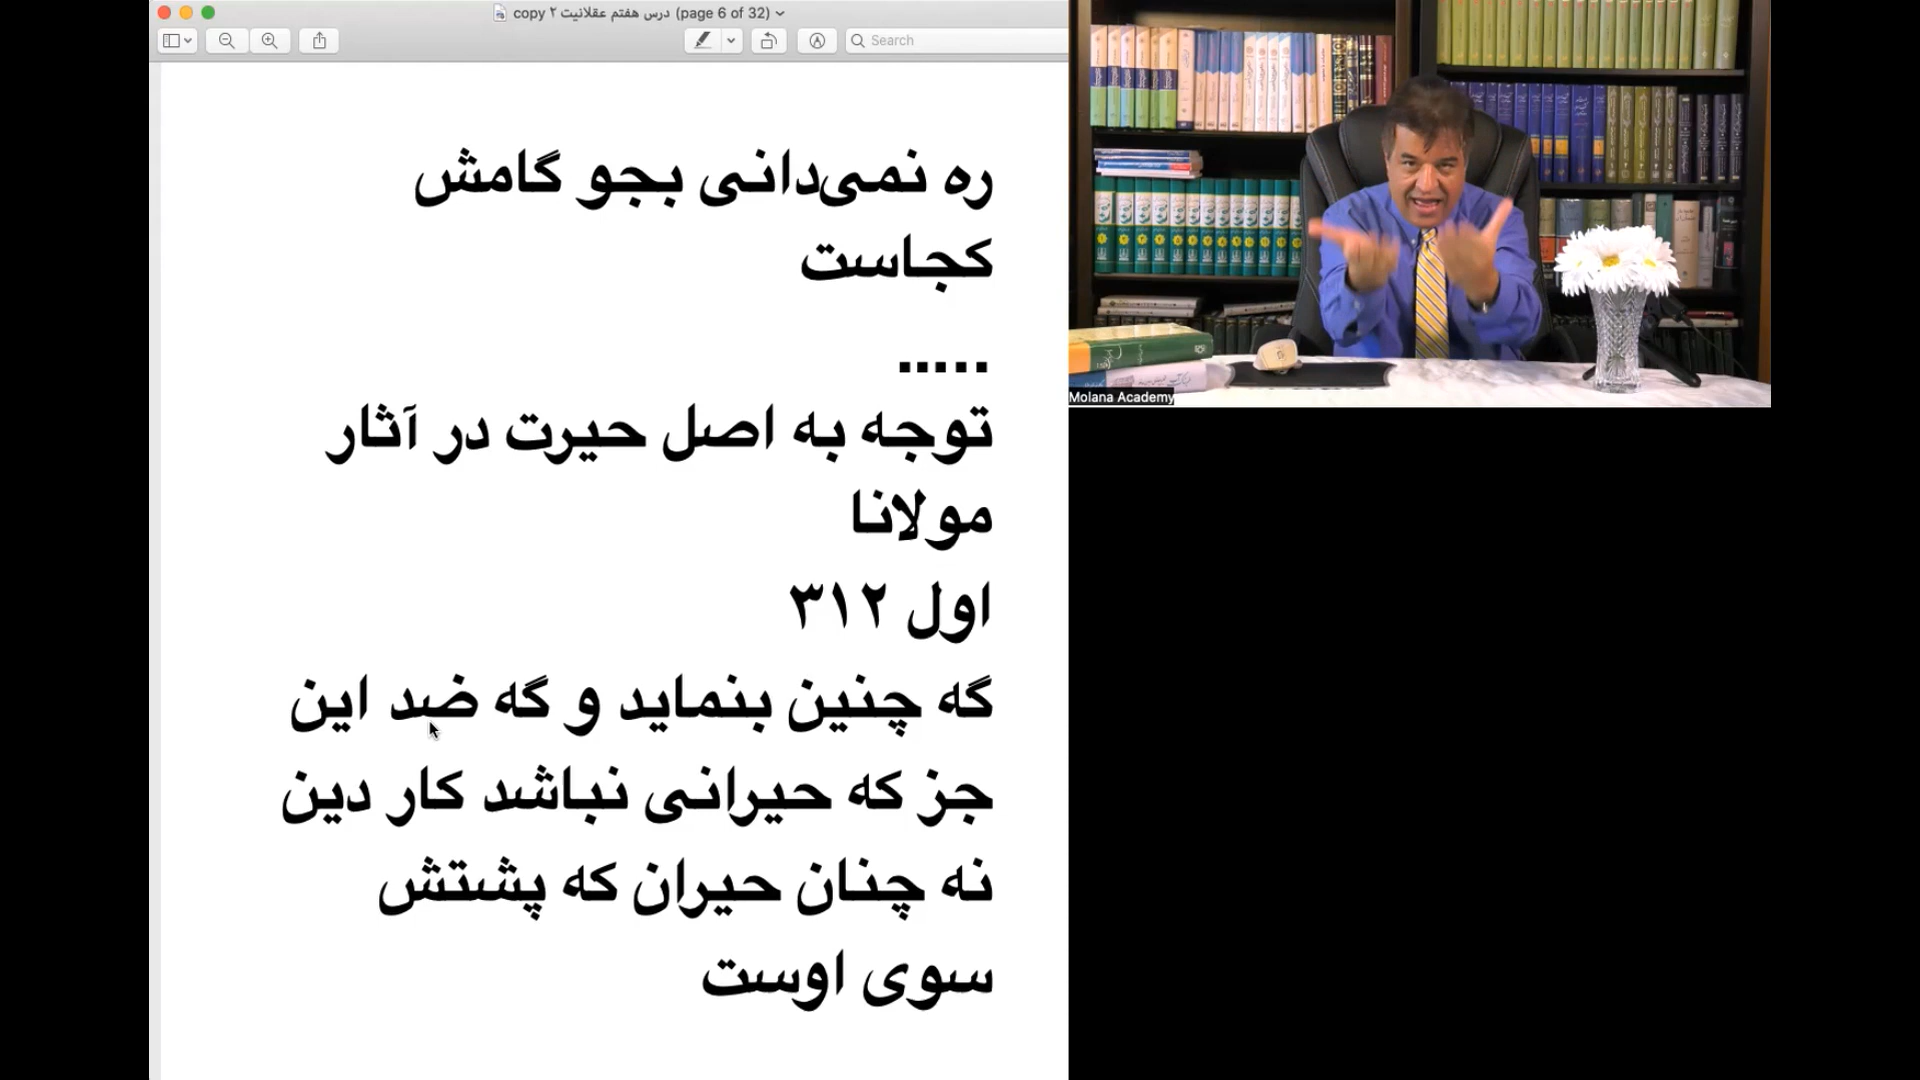 درس هفتم عقلانیت ۲ copy (page 6 of 32)
Search
ره نمی‌دانی بجو گامش
کجاست
.....
توجه به اصل حیرت در آثار
مولانا
اول ۳۱۲
گه چنین بنماید و گه ضد این
جز که حیرانی نباشد کار دین
نه چنان حیران که پشتش
سوی اوست
Molana Academy